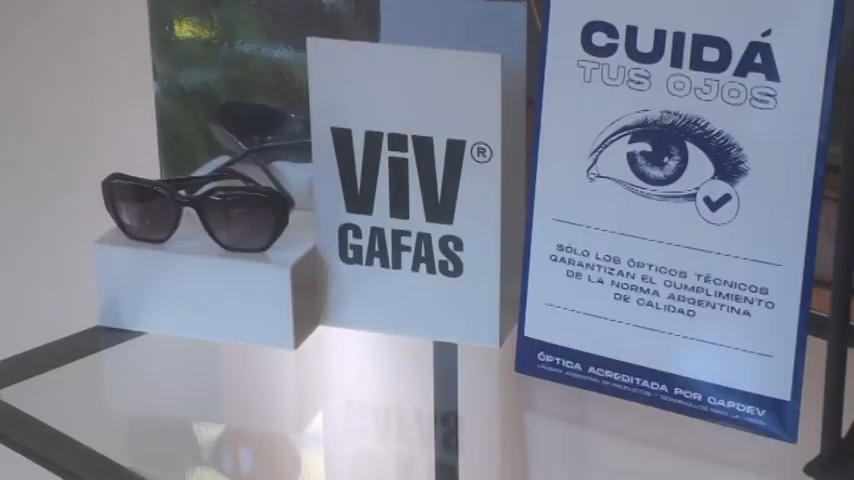 ViV®
GAFAS
CUIDÁ
TUS OJOS
SÓLO LOS ÓPTICOS TÉCNICOS
GARANTIZAN EL CUMPLIMIENTO
DE LA NORMA ARGENTINA
DE CALIDAD
ÓPTICA ACREDITADA POR CAPDEV